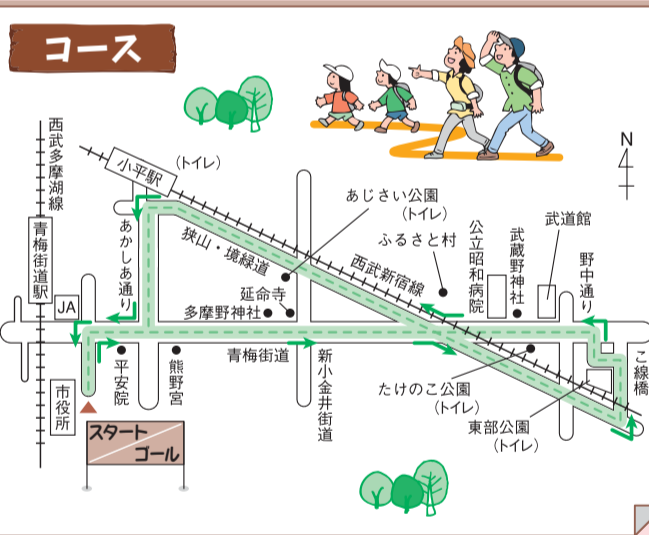 コース
N
西武多摩湖線
小平駅
(トイレ)
青梅街道駅
あかしあ通り
狭山・境緑道
あじさい公園
(トイレ)
ふるさと村
西武新宿線
公立昭和病院
武蔵野神社
武道館
野中通り
JA
延命寺
多摩野神社
市役所
平安院
熊野宮
青梅街道
新小金井街道
たけのこ公園
(トイレ)
東部公園
(トイレ)
こ線橋
スタート
ゴール